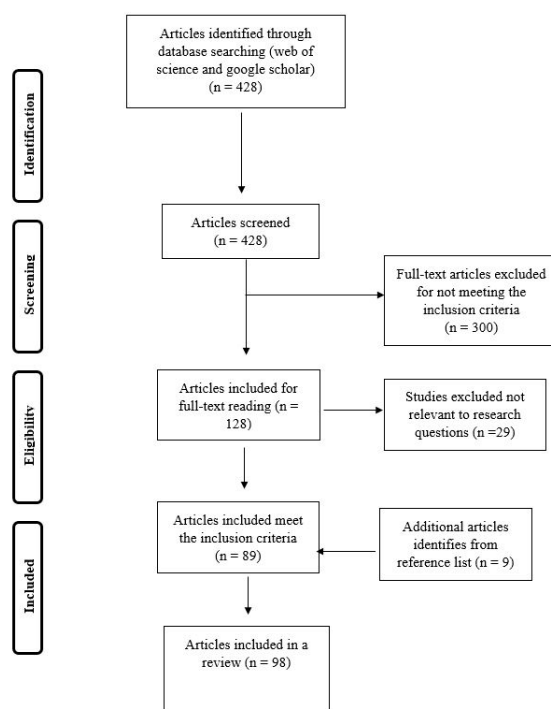 Articles identified through
database searching (web of
science and google scholar)
(n = 428)
Identification
Articles screened
(n = 428)
Screening
Full-text articles excluded
for not meeting the
inclusion criteria
(n = 300)
Articles included for
full-text reading (n =
128)
Eligibility
Studies excluded not
relevant to research
questions (n =29)
Articles included meet
the inclusion criteria
(n = 89)
Additional articles
identifies from
reference list (n = 9)
Included
Articles included in a
review (n = 98)